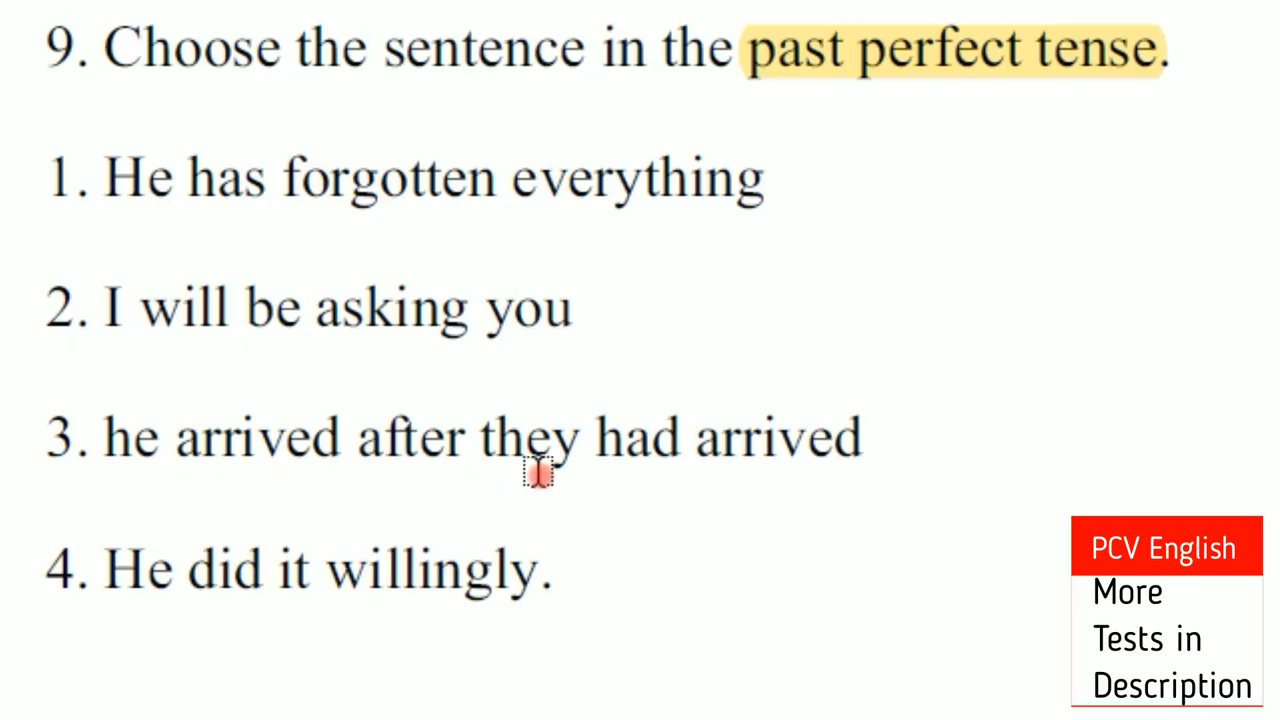 9. Choose the sentence in the past perfect tense.
1. He has forgotten everything
2. I will be asking you
3. he arrived after they had arrived
4. He did it willingly.
PCV English
More
Tests in
Description